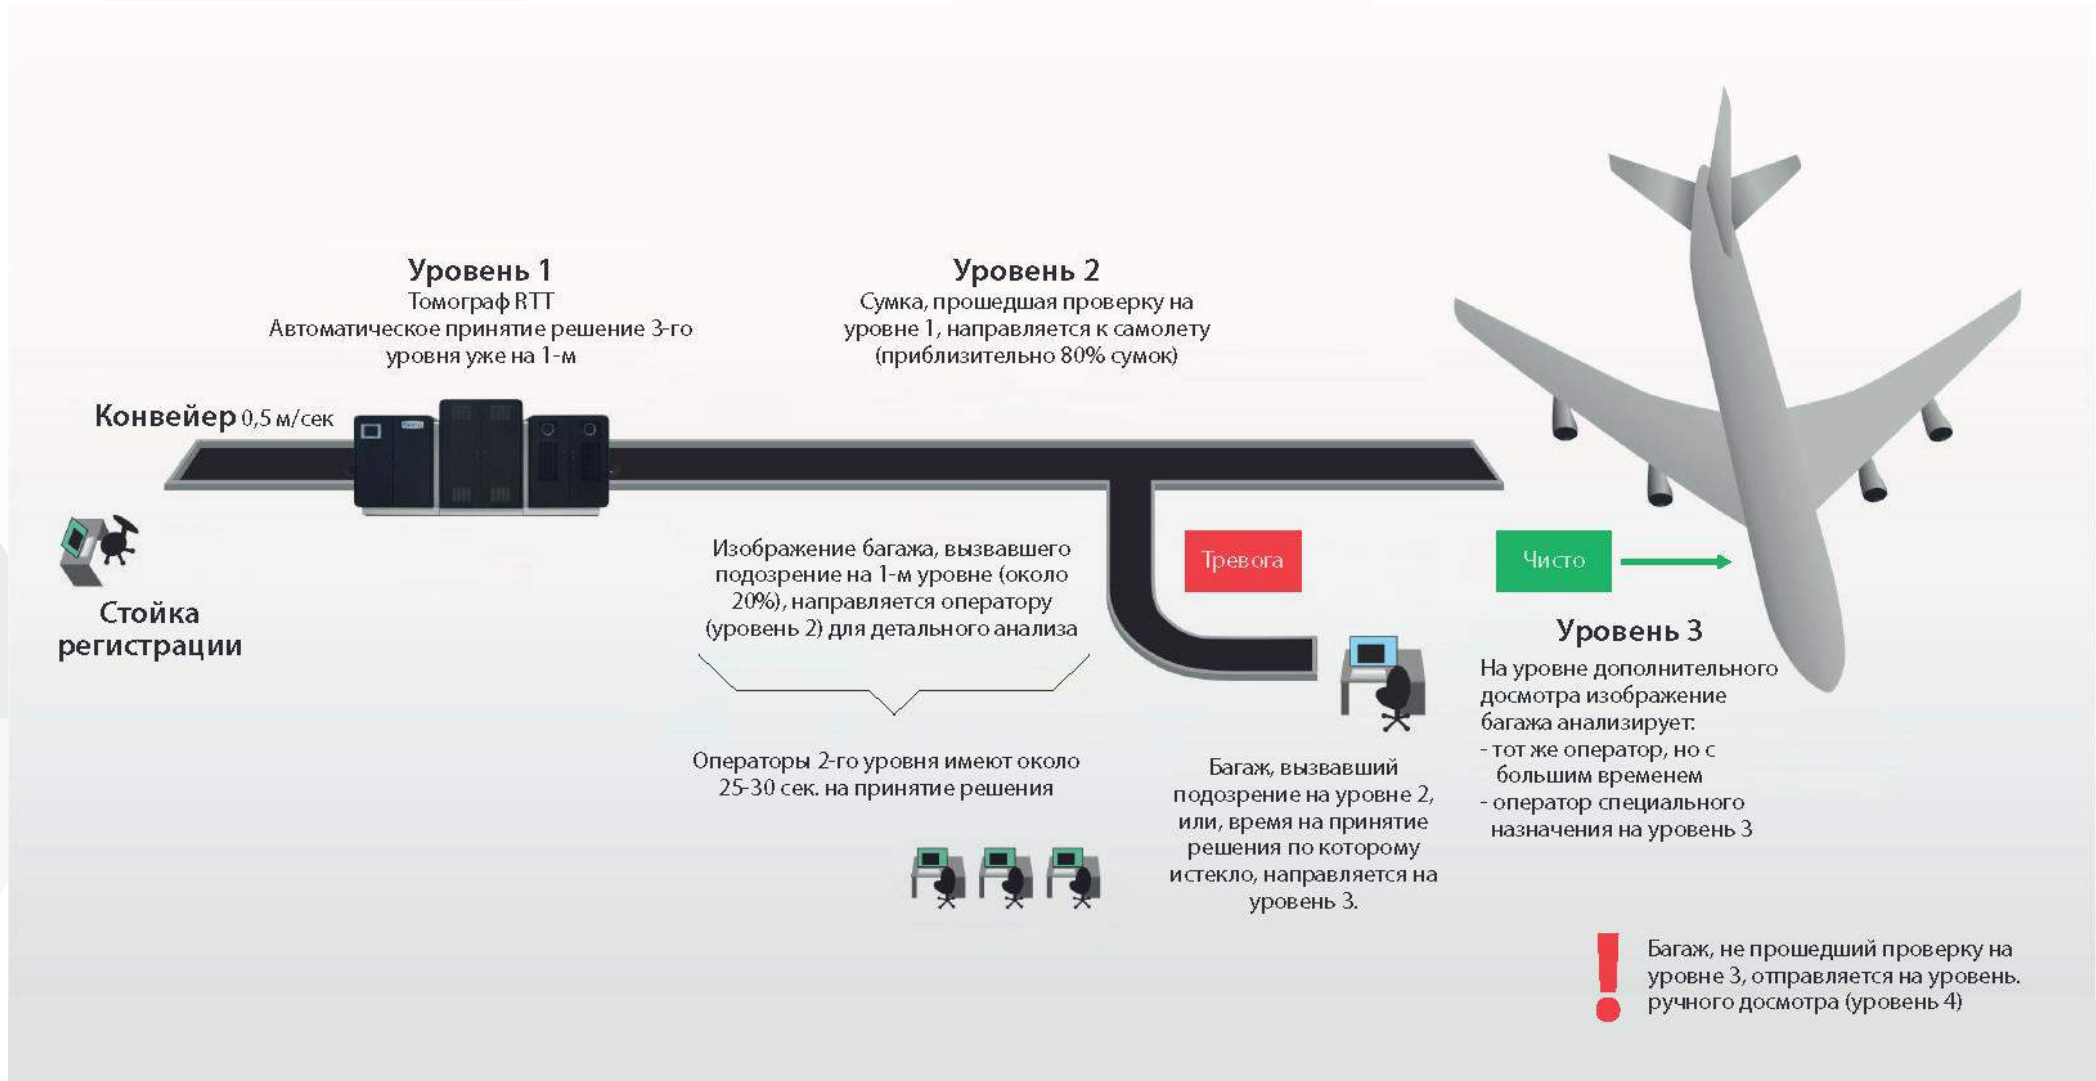 Уровень 1
Томограф RTT
Автоматическое принятие решение 3-го
уровня уже на 1-м
Уровень 2
Сумка, прошедшая проверку на
уровне 1, направляется к самолету
(приблизительно 80% сумок)
Конвейер 0,5 м/сек
Стойка
регистрации
Изображение багажа, вызвавшего
подозрение на 1-м уровне (около
20%), направляется оператору
(уровень 2) для детального анализа
Операторы 2-го уровня имеют около
25-30 сек. на принятие решения
Тревога
Чисто
Багаж, вызвавший
подозрение на уровне 2,
или, время на принятие
решения по которому
истекло, направляется на
уровень 3.
Уровень 3
На уровне дополнительного
досмотра изображение
багажа анализирует:
- тот же оператор, но с
большим временем
- оператор специального
назначения на уровень 3
Багаж, не прошедший проверку на
уровне 3, отправляется на уровень.
ручного досмотра (уровень 4)